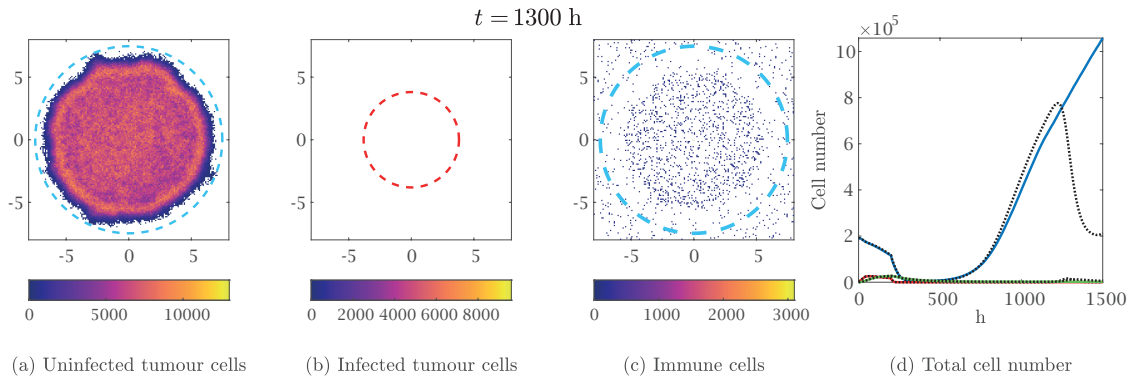 t = 1300 h
5
0
-5
-5 0 5
0 5000 10000
(a) Uninfected tumour cells
5
0
-5
-5 0 5
0 2000 4000 6000 8000
(b) Infected tumour cells
5
0
-5
-5 0 5
0 1000 2000 3000
(c) Immune cells
×10⁵
10
8
6
4
2
0
Cell number
0 500 1000 1500
h
(d) Total cell number